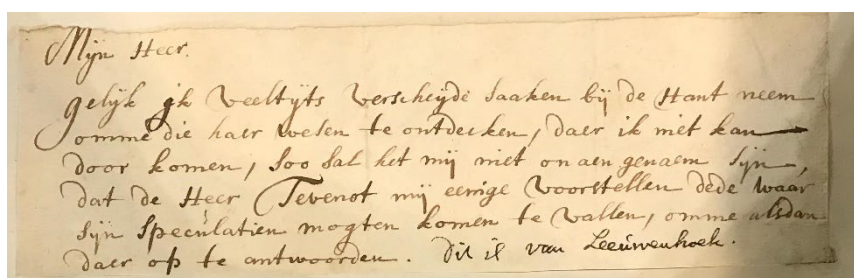 Mijn Heer.
gelijk ik veeltijts verscheijde saaken bij de Hant neem
omme die haer wesen te ontdecken, daer ik niet kan
door komen, soo sal het mij niet onaengenaem sijn,
dat de Heer Tevenot mij eenige voorstellen dede waar
sijn speculatien mogten komen te vallen, omme alsdan
daer op te antwoorden. Dit is van Leeuwenhoek.